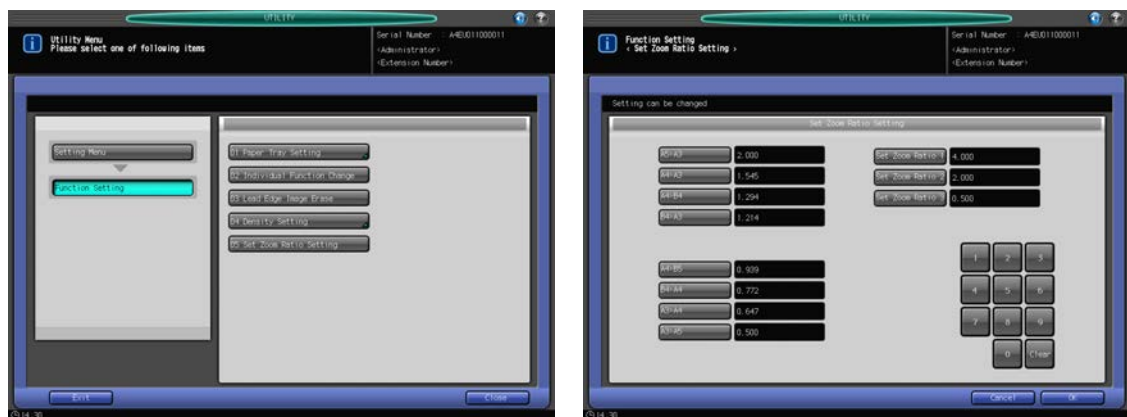 UTILITY
Utility Menu
Please select one of following items
Serial Number : A4EU011000011
<Administrator>
<Extension Number>
Setting Menu
Function Setting
01 Paper Tray Setting
02 Individual Function Change
03 Lead Edge Image Erase
04 Density Setting
05 Set Zoom Ratio Setting
Exit
Close
14:30
UTILITY
Function Setting
< Set Zoom Ratio Setting >
Serial Number : A4EU011000011
<Administrator>
<Extension Number>
Setting can be changed
Set Zoom Ratio Setting
A5>A3 2.000
A4>A3 1.545
A4>B4 1.294
B4>A3 1.214
A4>B5 0.939
B4>A4 0.772
A3>A4 0.647
A3>A5 0.500
Set Zoom Ratio 1 4.000
Set Zoom Ratio 2 2.000
Set Zoom Ratio 3 0.500
1 2 3
4 5 6
7 8 9
0 Clear
Cancel
OK
14:30